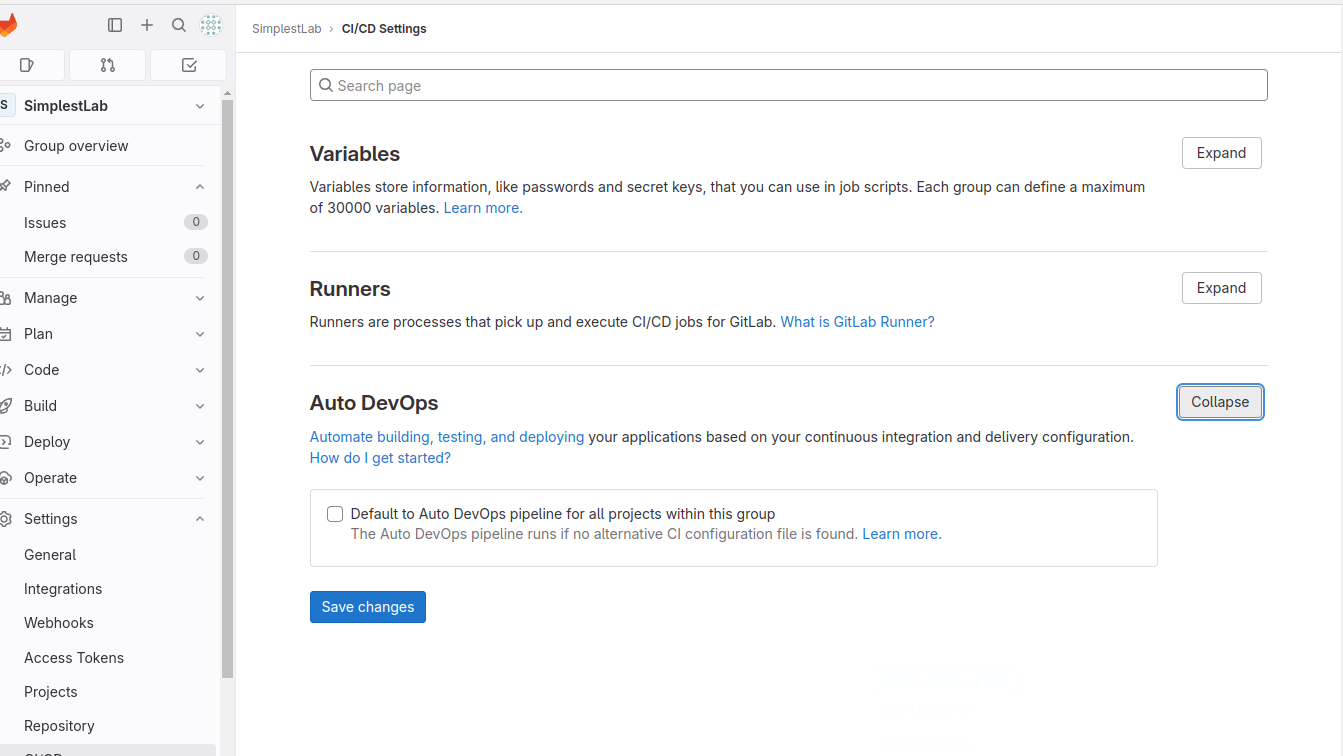 SimplestLab › CI/CD Settings
S SimplestLab
Group overview
Pinned
Issues 0
Merge requests 0
Manage
Plan
Code
Build
Deploy
Operate
Settings
General
Integrations
Webhooks
Access Tokens
Projects
Repository
CI/CD
Search page
Variables
Expand
Variables store information, like passwords and secret keys, that you can use in job scripts. Each group can define a maximum
of 30000 variables. Learn more.
Runners
Expand
Runners are processes that pick up and execute CI/CD jobs for GitLab. What is GitLab Runner?
Auto DevOps
Collapse
Automate building, testing, and deploying your applications based on your continuous integration and delivery configuration.
How do I get started?
Default to Auto DevOps pipeline for all projects within this group
The Auto DevOps pipeline runs if no alternative CI configuration file is found. Learn more.
Save changes